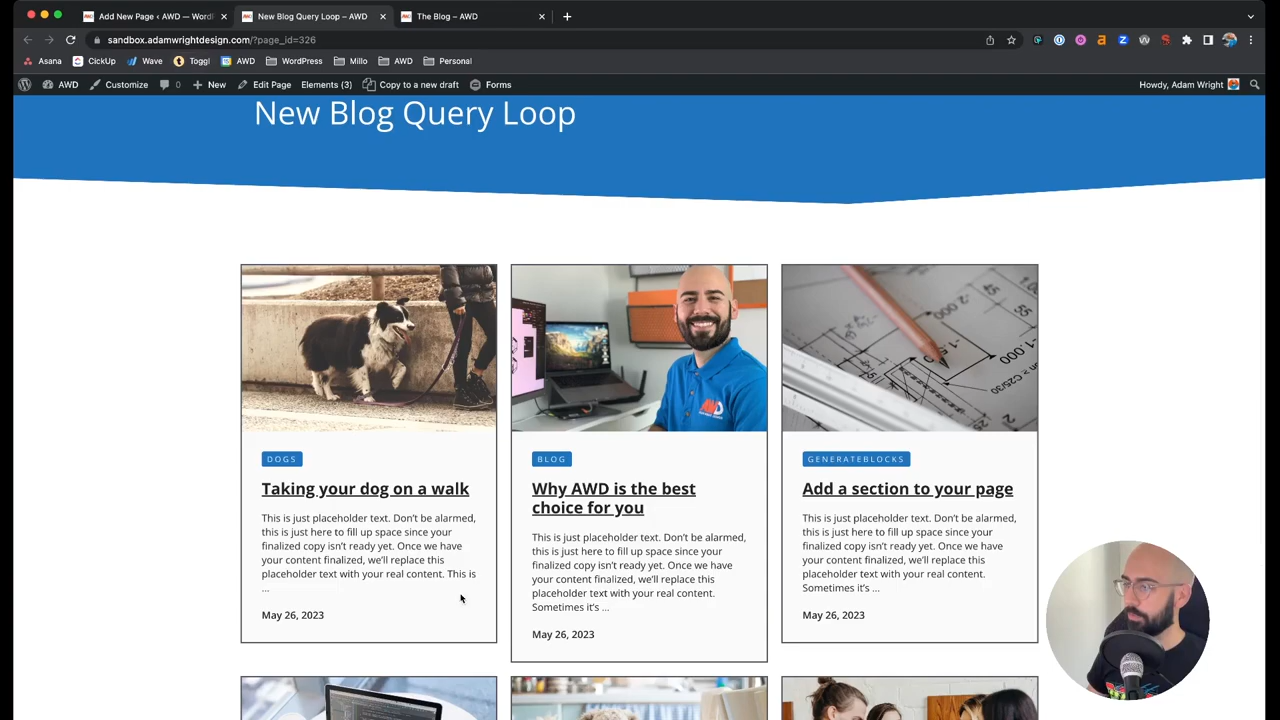 Add New Page ‹ AWD — WordP
New Blog Query Loop – AWD
The Blog – AWD
sandbox.adamwrightdesign.com/?page_id=326
Asana
ClickUp
Wave
Toggl
AWD
WordPress
Millo
AWD
Personal
AWD
Customize
0
New
Edit Page
Elements (3)
Copy to a new draft
Forms
Howdy, Adam Wright
New Blog Query Loop
DOGS
Taking your dog on a walk
This is just placeholder text. Don't be alarmed,
this is just here to fill up space since your
finalized copy isn't ready yet. Once we have
your content finalized, we'll replace this
placeholder text with your real content. This is
...
May 26, 2023
AWD
BLOG
Why AWD is the best
choice for you
This is just placeholder text. Don't be alarmed,
this is just here to fill up space since your
finalized copy isn't ready yet. Once we have
your content finalized, we'll replace this
placeholder text with your real content.
Sometimes it's ...
May 26, 2023
-2.000
-1.000
C25/30
GENERATEBLOCKS
Add a section to your page
This is just placeholder text. Don't be alarmed,
this is just here to fill up space since your
finalized copy isn't ready yet. Once we have
your content finalized, we'll replace this
placeholder text with your real content.
Sometimes it's ...
May 26, 2023